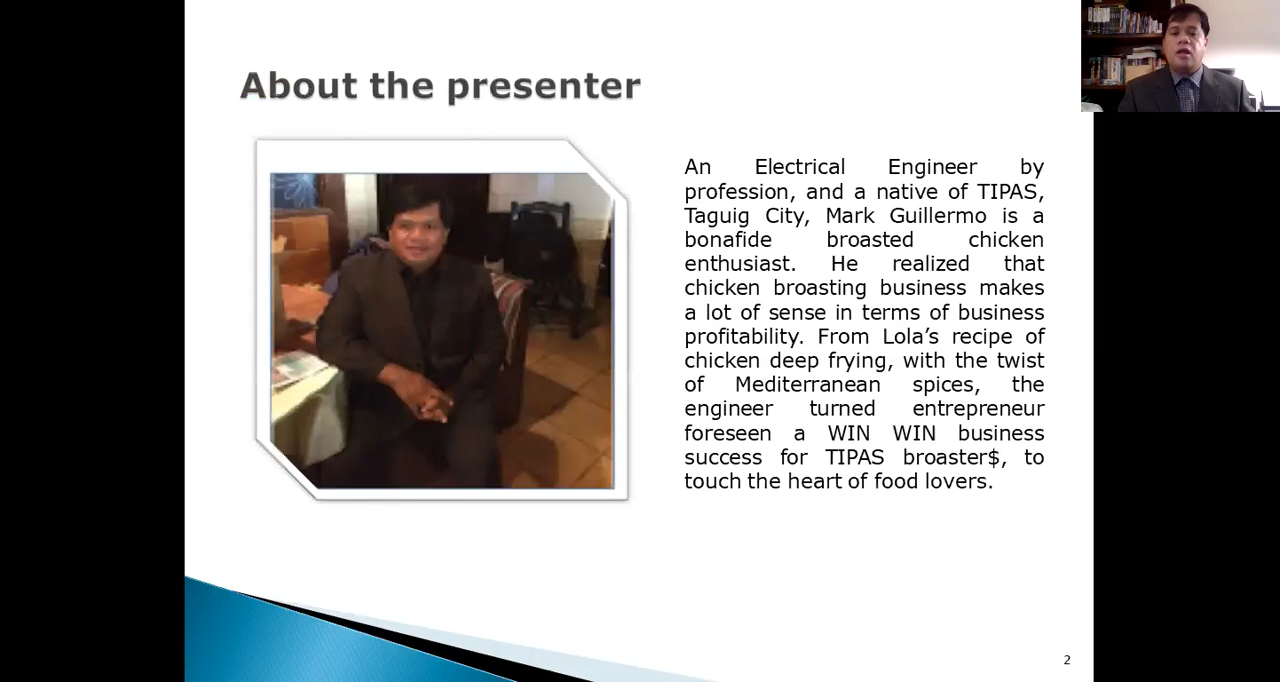 About the presenter
An Electrical Engineer by
profession, and a native of TIPAS,
Taguig City, Mark Guillermo is a
bonafide broasted chicken
enthusiast. He realized that
chicken broasting business makes
a lot of sense in terms of business
profitability. From Lola’s recipe of
chicken deep frying, with the twist
of Mediterranean spices, the
engineer turned entrepreneur
foreseen a WIN WIN business
success for TIPAS broaster$, to
touch the heart of food lovers.
2